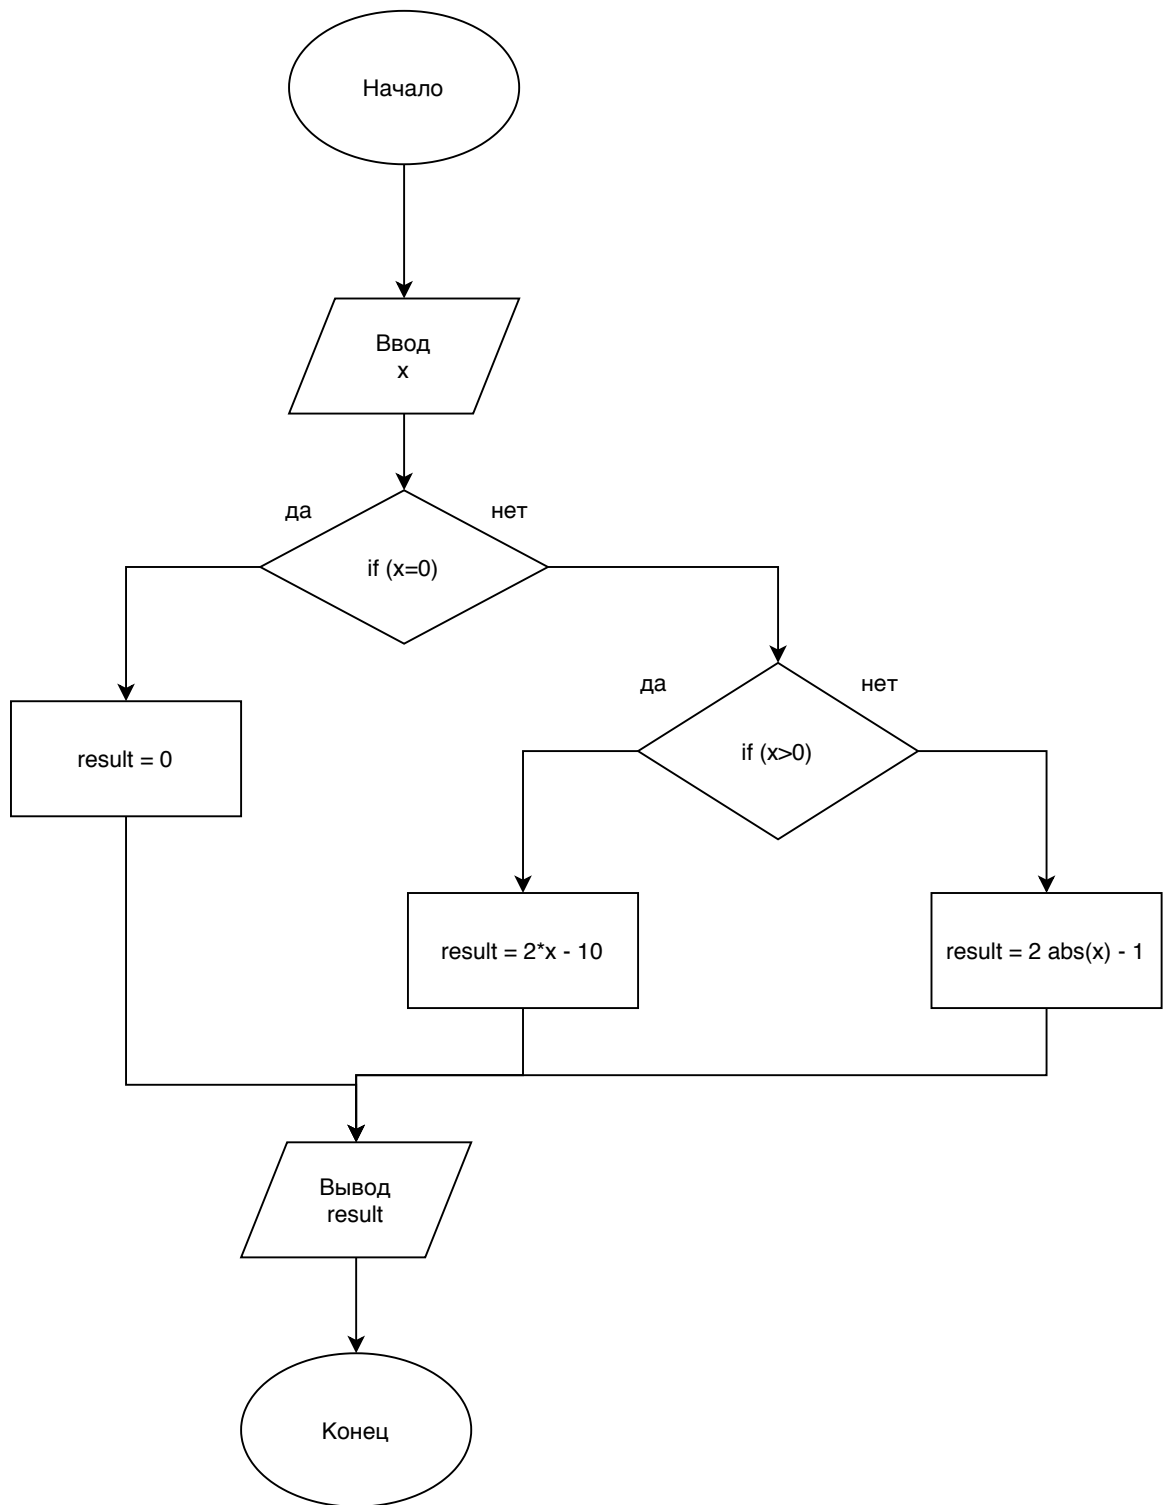 Начало
Ввод
x
да
нет
if (x=0)
да
нет
result = 0
if (x>0)
result = 2*x - 10
result = 2 abs(x) - 1
Вывод
result
Конец